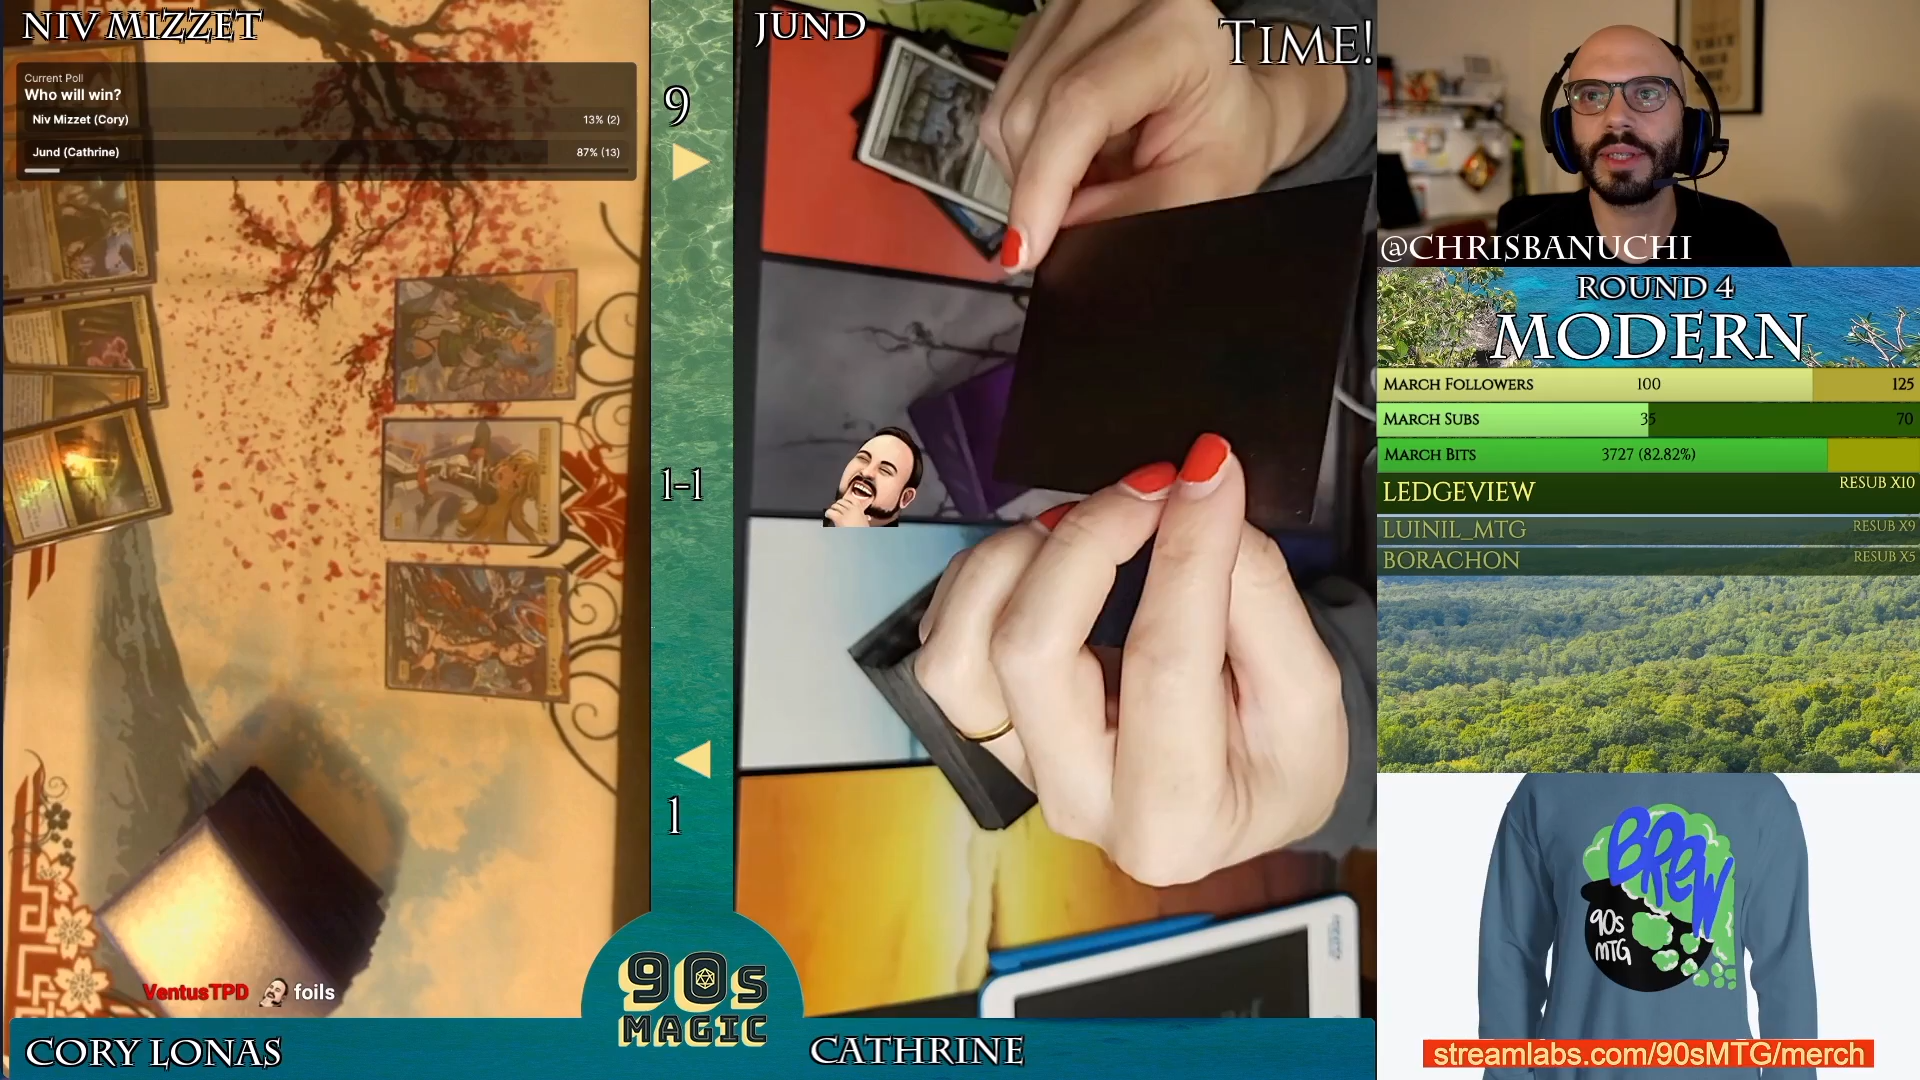 NIV MIZZET
Current Poll
Who will win?
Niv Mizzet (Cory) 13% (2)
Jund (Cathrine) 87% (13)
9
1-1
1
JUND
TIME!
@CHRISBANUCHI
ROUND 4
MODERN
MARCH FOLLOWERS 100 125
MARCH SUBS 35 70
MARCH BITS 3727 (82.82%)
LEDGEVIEW RESUB X10
LUINIL_MTG RESUB X9
BORACHON RESUB X5
BREW
90s
MTG
streamlabs.com/90sMTG/merch
VentusTPD foils
90s
MAGIC
CORY LONAS
CATHRINE